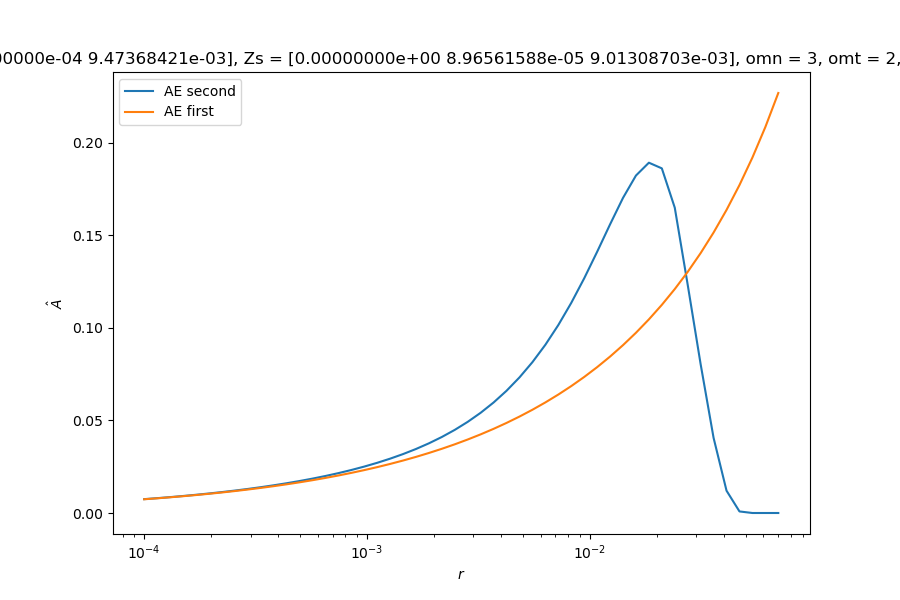 00000e-04 9.47368421e-03], Zs = [0.00000000e+00 8.96561588e-05 9.01308703e-03], omn = 3, omt = 2,
AE second
AE first
0.20
0.15
0.10
0.05
0.00
Â
10⁻⁴
10⁻³
10⁻²
r